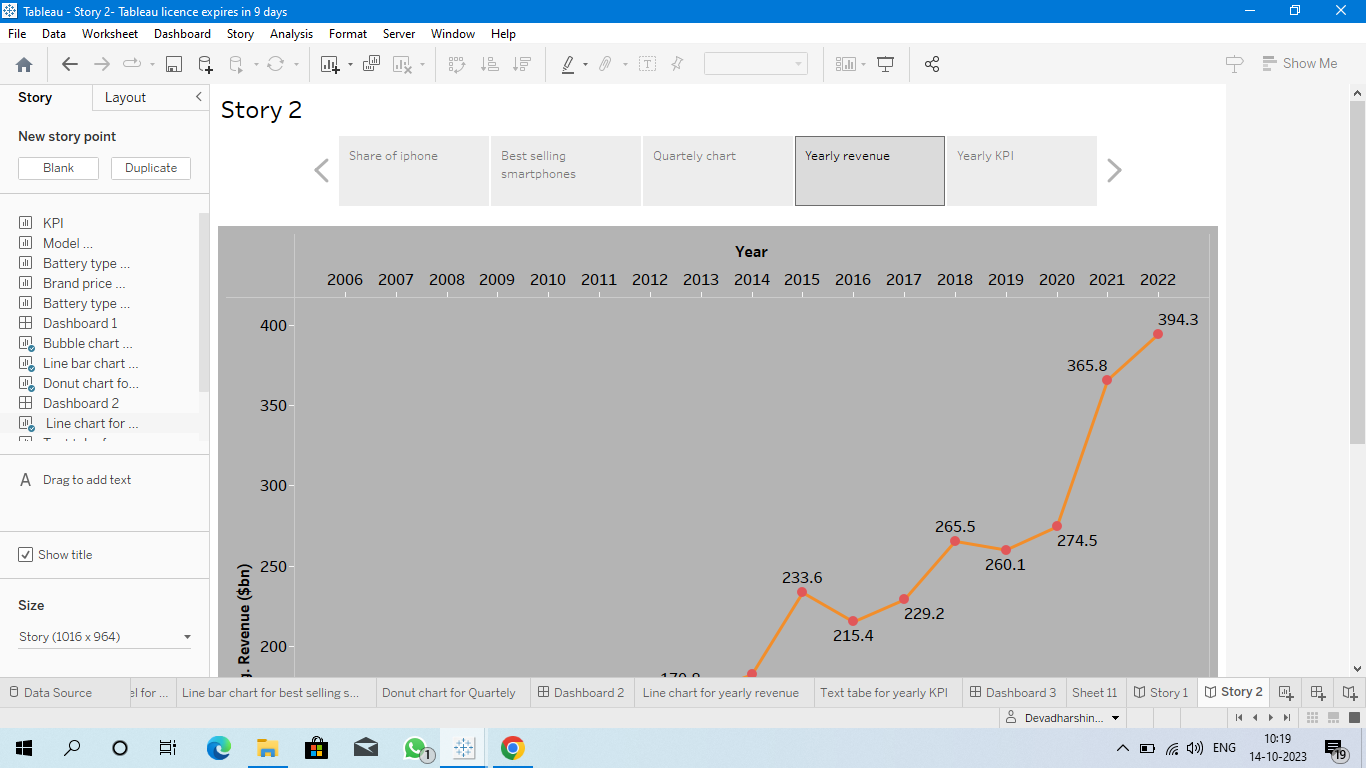 Tableau - Story 2- Tableau licence expires in 9 days
File Data Worksheet Dashboard Story Analysis Format Server Window Help
Show Me
Story Layout
New story point
Blank Duplicate
KPI
Model ...
Battery type ...
Brand price ...
Battery type ...
Dashboard 1
Bubble chart ...
Line bar chart ...
Donut chart fo...
Dashboard 2
Line chart for ...
A Drag to add text
Show title
Size
Story (1016 x 964)
Story 2
Share of iphone
Best selling
smartphones
Quartely chart
Yearly revenue
Yearly KPI
Year
2006 2007 2008 2009 2010 2011 2012 2013 2014 2015 2016 2017 2018 2019 2020 2021 2022
400
350
300
250
200
g. Revenue ($bn)
394.3
365.8
265.5
274.5
260.1
233.6
229.2
215.4
Data Source
el for ...
Line bar chart for best selling s...
Donut chart for Quartely
Dashboard 2
Line chart for yearly revenue
Text tabe for yearly KPI
Dashboard 3
Sheet 11
Story 1
Story 2
Devadharshin...
1
ENG
10:19
14-10-2023
19